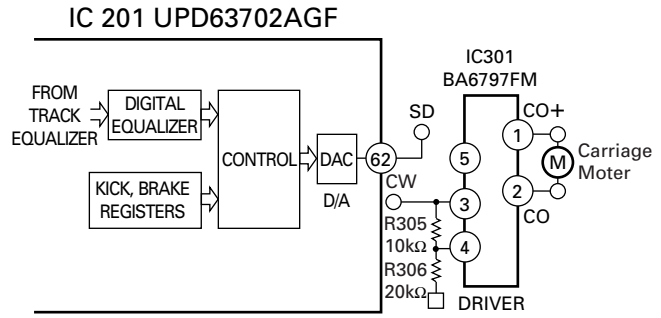 IC 201 UPD63702AGF
FROM
TRACK
EQUALIZER
DIGITAL
EQUALIZER
KICK, BRAKE
REGISTERS
CONTROL
DAC
D/A
62
SD
CW
R305
10kΩ
R306
20kΩ
IC301
BA6797FM
5
3
4
1
2
DRIVER
CO+
CO
M
Carriage
Moter